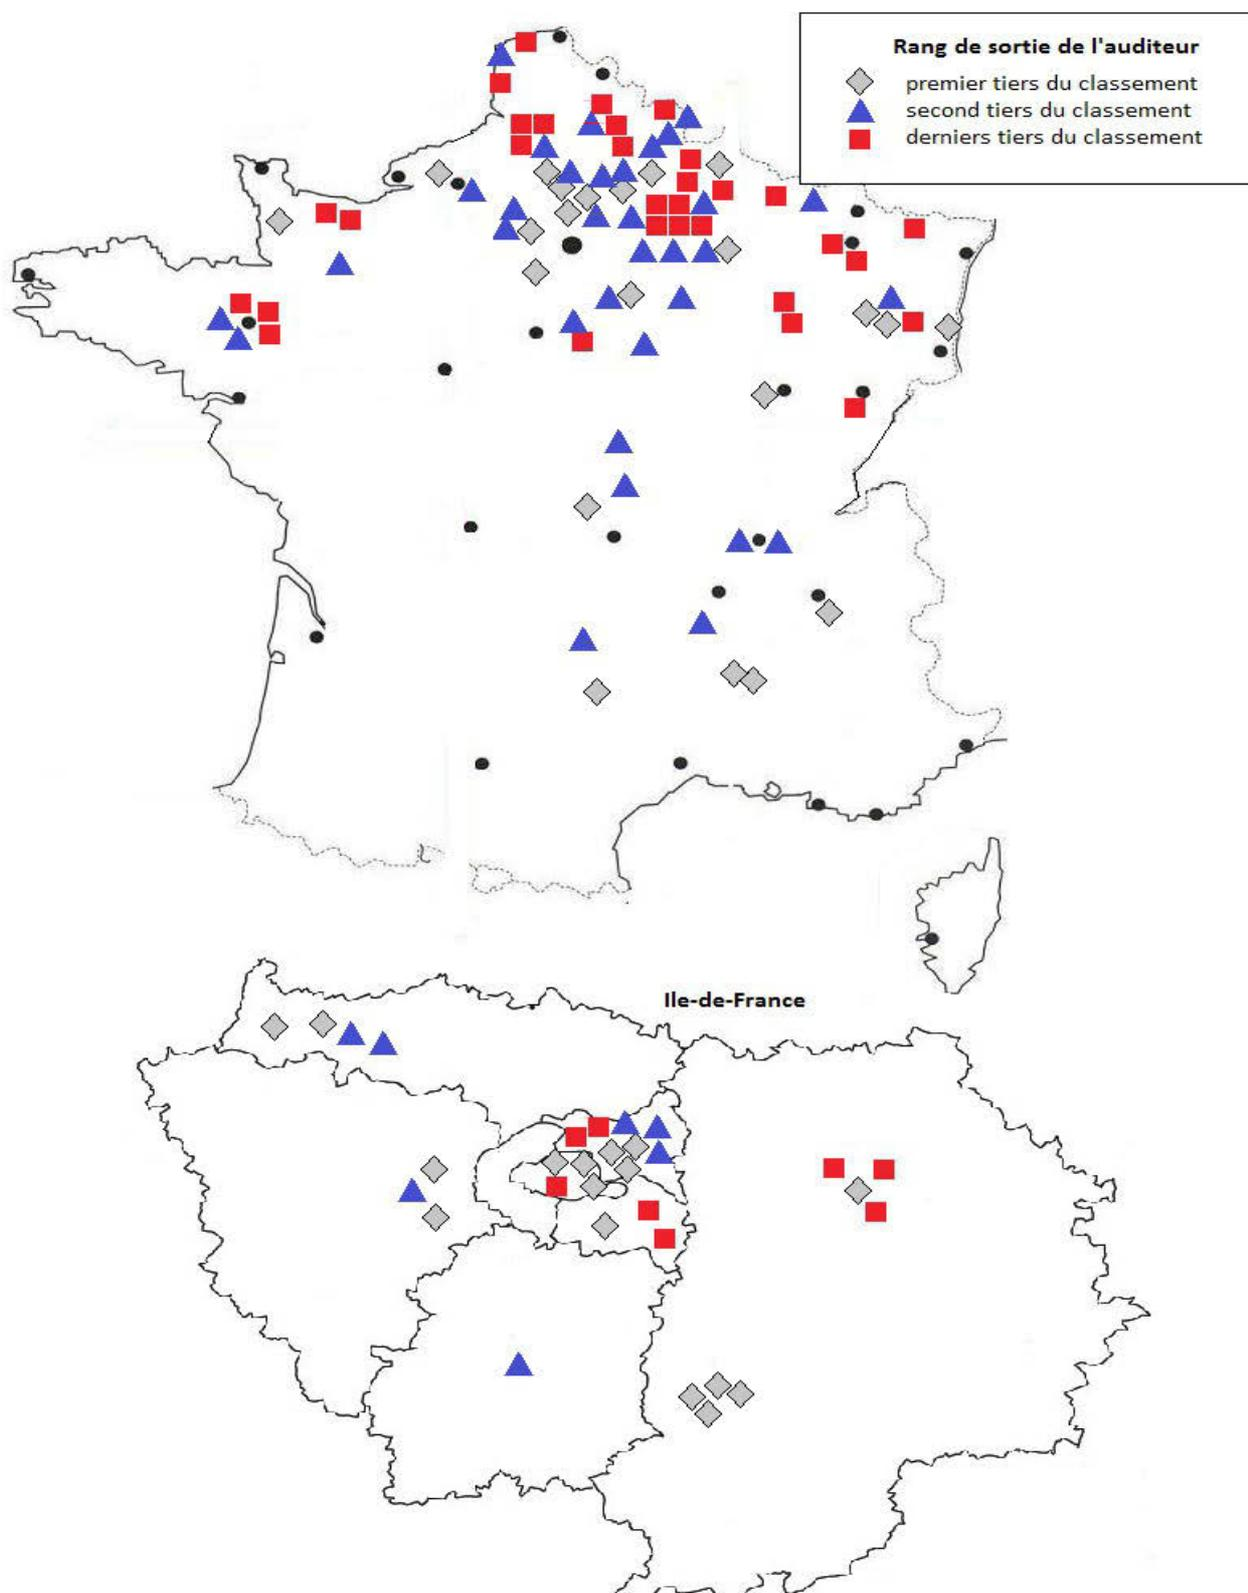 Rang de sortie de l'auditeur
premier tiers du classement
second tiers du classement
derniers tiers du classement
Ile-de-France